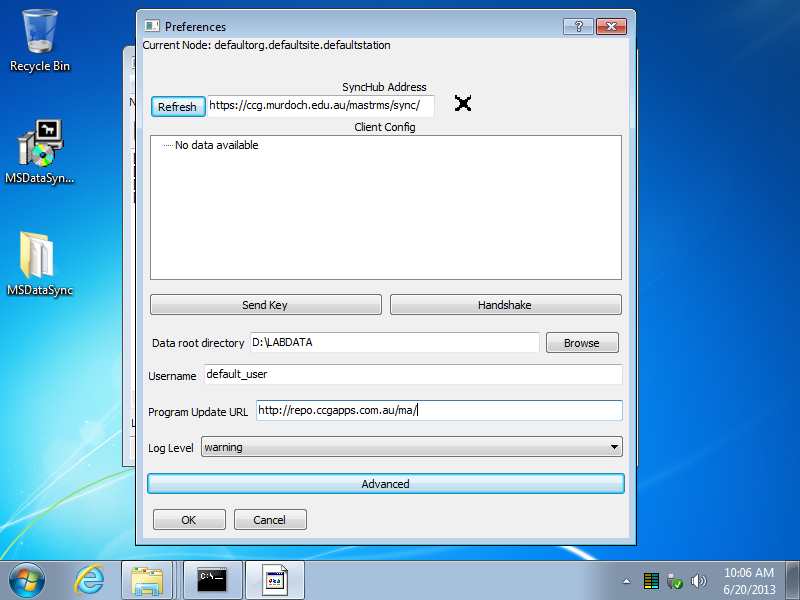 Recycle Bin
MSDataSyn...
MSDataSync
Preferences
?
Current Node: defaultorg.defaultsite.defaultstation
SyncHub Address
Refresh https://ccg.murdoch.edu.au/mastrms/sync/
Client Config
No data available
Send Key Handshake
Data root directory D:\LABDATA Browse
Username default_user
Program Update URL http://repo.ccgapps.com.au/ma/
Log Level warning
Advanced
OK Cancel
10:06 AM
6/20/2013